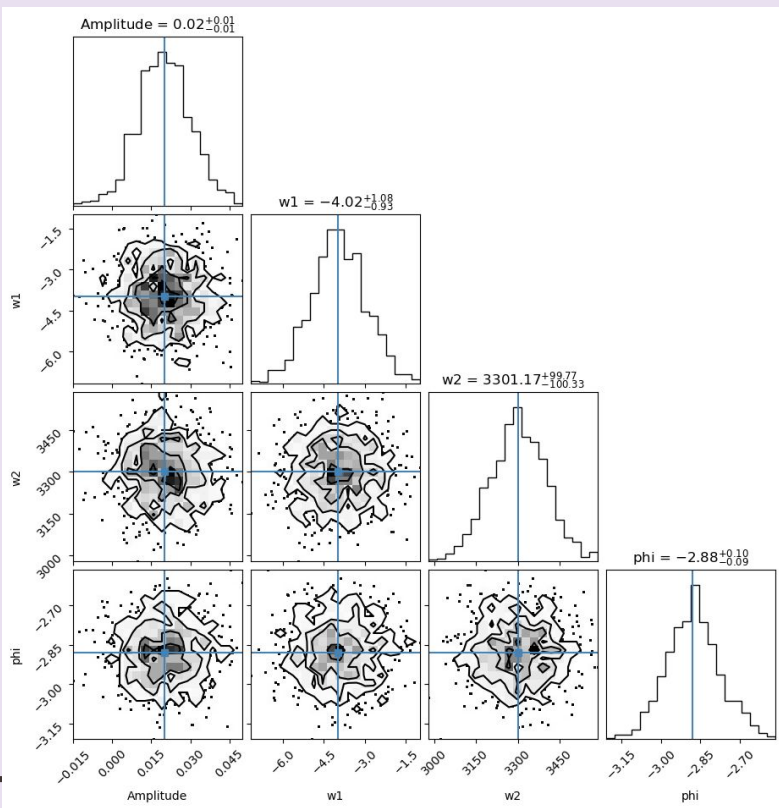 Amplitude = 0.02+0.01−0.01
w1 = −4.02+1.08−0.93
w2 = 3301.17+99.77−100.33
phi = −2.88+0.10−0.09
w1
−1.5
−3.0
−4.5
−6.0
w2
3450
3300
3150
3000
phi
−2.70
−2.85
−3.00
−3.15
−0.015 0.000 0.015 0.030 0.045
−6.0 −4.5 −3.0 −1.5
3000 3150 3300 3450
−3.15 −3.00 −2.85 −2.70
Amplitude w1 w2 phi